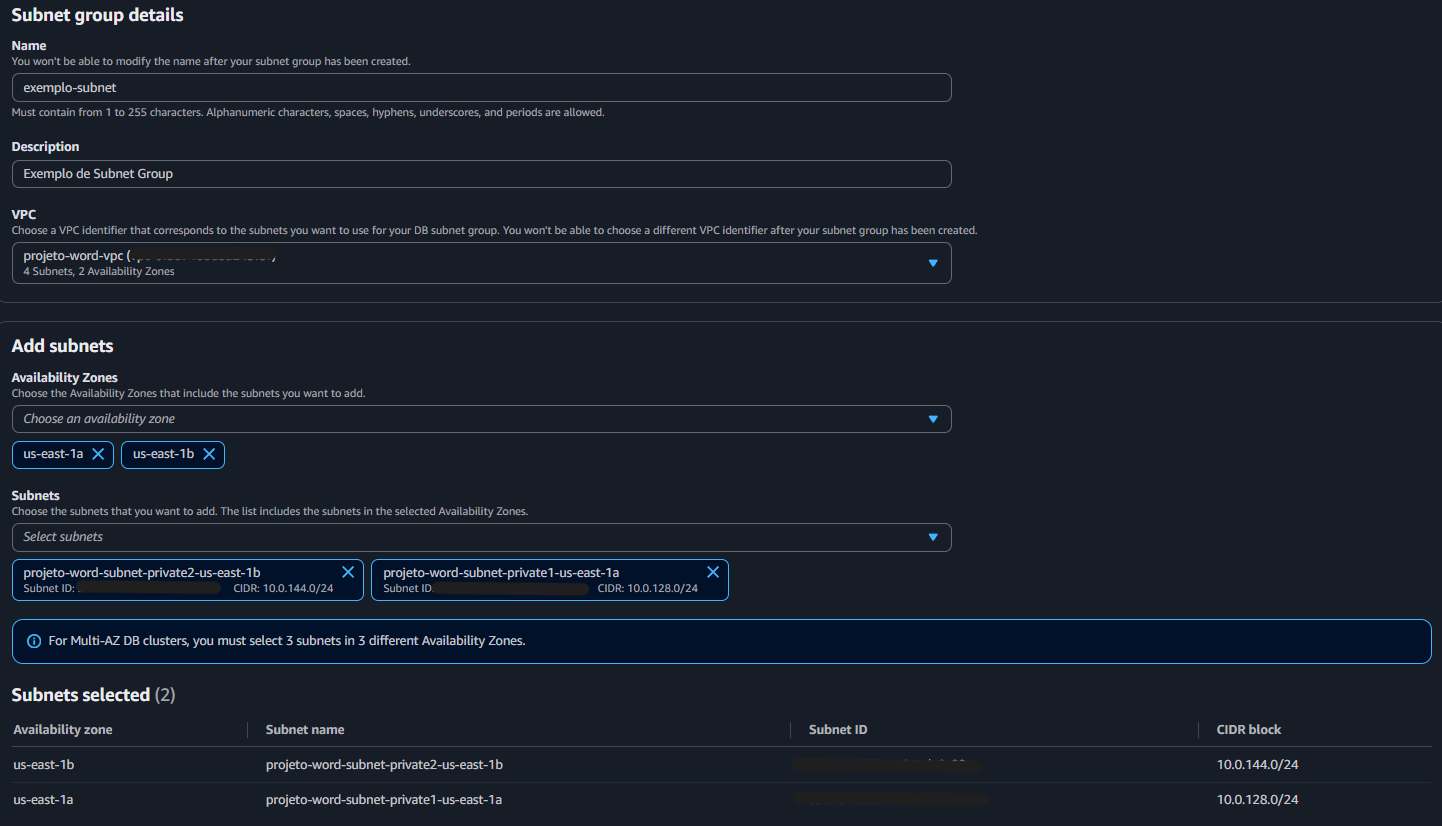 Subnet group details
Name
You won't be able to modify the name after your subnet group has been created.
exemplo-subnet
Must contain from 1 to 255 characters. Alphanumeric characters, spaces, hyphens, underscores, and periods are allowed.
Description
Exemplo de Subnet Group
VPC
Choose a VPC identifier that corresponds to the subnets you want to use for your DB subnet group. You won't be able to choose a different VPC identifier after your subnet group has been created.
projeto-word-vpc (
4 Subnets, 2 Availability Zones
Add subnets
Availability Zones
Choose the Availability Zones that include the subnets you want to add.
Choose an availability zone
us-east-1a us-east-1b
Subnets
Choose the subnets that you want to add. The list includes the subnets in the selected Availability Zones.
Select subnets
projeto-word-subnet-private2-us-east-1b projeto-word-subnet-private1-us-east-1a
Subnet ID: CIDR: 10.0.144.0/24 Subnet ID CIDR: 10.0.128.0/24
For Multi-AZ DB clusters, you must select 3 subnets in 3 different Availability Zones.
Subnets selected (2)
Availability zone Subnet name Subnet ID CIDR block
us-east-1b projeto-word-subnet-private2-us-east-1b 10.0.144.0/24
us-east-1a projeto-word-subnet-private1-us-east-1a 10.0.128.0/24